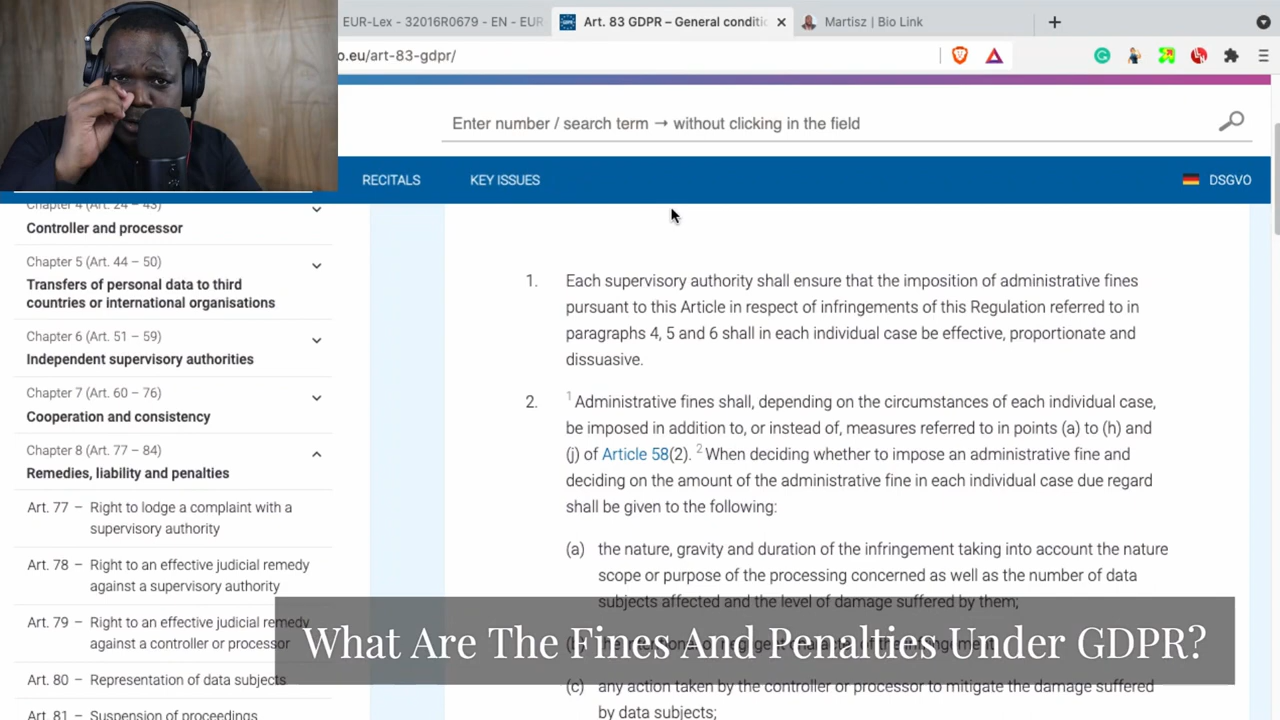 EUR-Lex - 32016R0679 - EN - EUR
Art. 83 GDPR – General conditi
Martisz | Bio Link
o.eu/art-83-gdpr/
Enter number / search term → without clicking in the field
RECITALS
KEY ISSUES
DSGVO
Chapter 4 (Art. 24 – 43)
Controller and processor
Chapter 5 (Art. 44 – 50)
Transfers of personal data to third
countries or international organisations
Chapter 6 (Art. 51 – 59)
Independent supervisory authorities
Chapter 7 (Art. 60 – 76)
Cooperation and consistency
Chapter 8 (Art. 77 – 84)
Remedies, liability and penalties
Art. 77 – Right to lodge a complaint with a
supervisory authority
Art. 78 – Right to an effective judicial remedy
against a supervisory authority
Art. 79 – Right to an effective judicial remedy
against a controller or processor
Art. 80 – Representation of data subjects
Art. 81 – Suspension of proceedings
1. Each supervisory authority shall ensure that the imposition of administrative fines
pursuant to this Article in respect of infringements of this Regulation referred to in
paragraphs 4, 5 and 6 shall in each individual case be effective, proportionate and
dissuasive.
2. 1 Administrative fines shall, depending on the circumstances of each individual case,
be imposed in addition to, or instead of, measures referred to in points (a) to (h) and
(j) of Article 58(2). 2 When deciding whether to impose an administrative fine and
deciding on the amount of the administrative fine in each individual case due regard
shall be given to the following:
(a) the nature, gravity and duration of the infringement taking into account the nature
scope or purpose of the processing concerned as well as the number of data
subjects affected and the level of damage suffered by them;
(b) the intentional or negligent character of the infringement;
What Are The Fines And Penalties Under GDPR?
(c) any action taken by the controller or processor to mitigate the damage suffered
by data subjects;